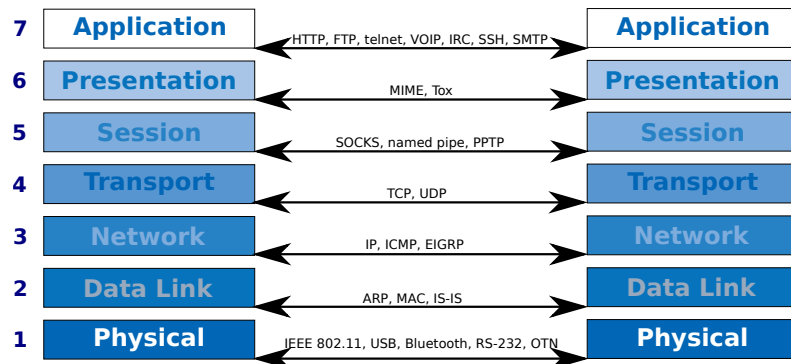 7 Application HTTP, FTP, telnet, VOIP, IRC, SSH, SMTP Application
6 Presentation MIME, Tox Presentation
5 Session SOCKS, named pipe, PPTP Session
4 Transport TCP, UDP Transport
3 Network IP, ICMP, EIGRP Network
2 Data Link ARP, MAC, IS-IS Data Link
1 Physical IEEE 802.11, USB, Bluetooth, RS-232, OTN Physical